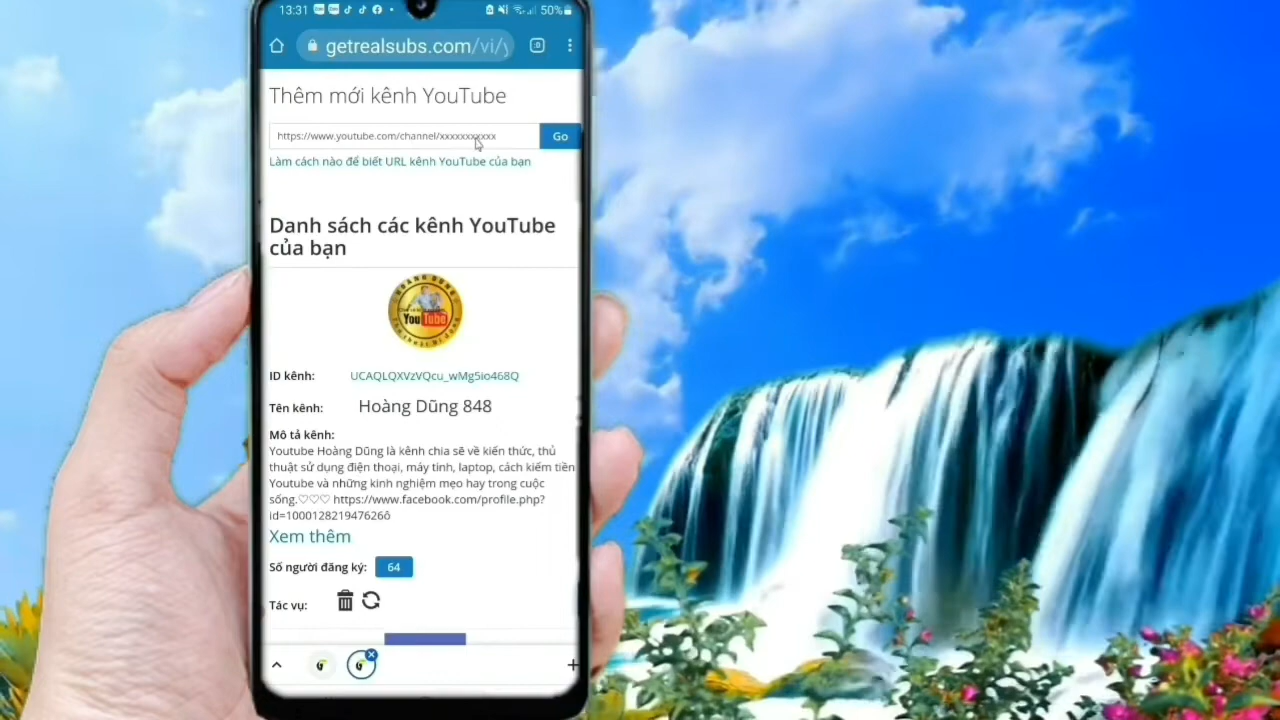 13:31 50%
getrealsubs.com/vi/y
Thêm mới kênh YouTube
https://www.youtube.com/channel/xxxxxxxxxxx Go
Làm cách nào để biết URL kênh YouTube của bạn
Danh sách các kênh YouTube
của bạn
HOÀNG DŨNG
YouTube
ID kênh: UCAQLQXVzVQcu_wMg5io468Q
Tên kênh: Hoàng Dũng 848
Mô tả kênh:
Youtube Hoàng Dũng là kênh chia sẽ về kiến thức, thủ
thuật sử dụng điện thoại, máy tính, laptop, cách kiếm tiền
Youtube và những kinh nghiệm mẹo hay trong cuộc
sống.♡♡♡ https://www.facebook.com/profile.php?
id=1000128219476260
Xem thêm
Số người đăng ký: 64
Tác vụ: